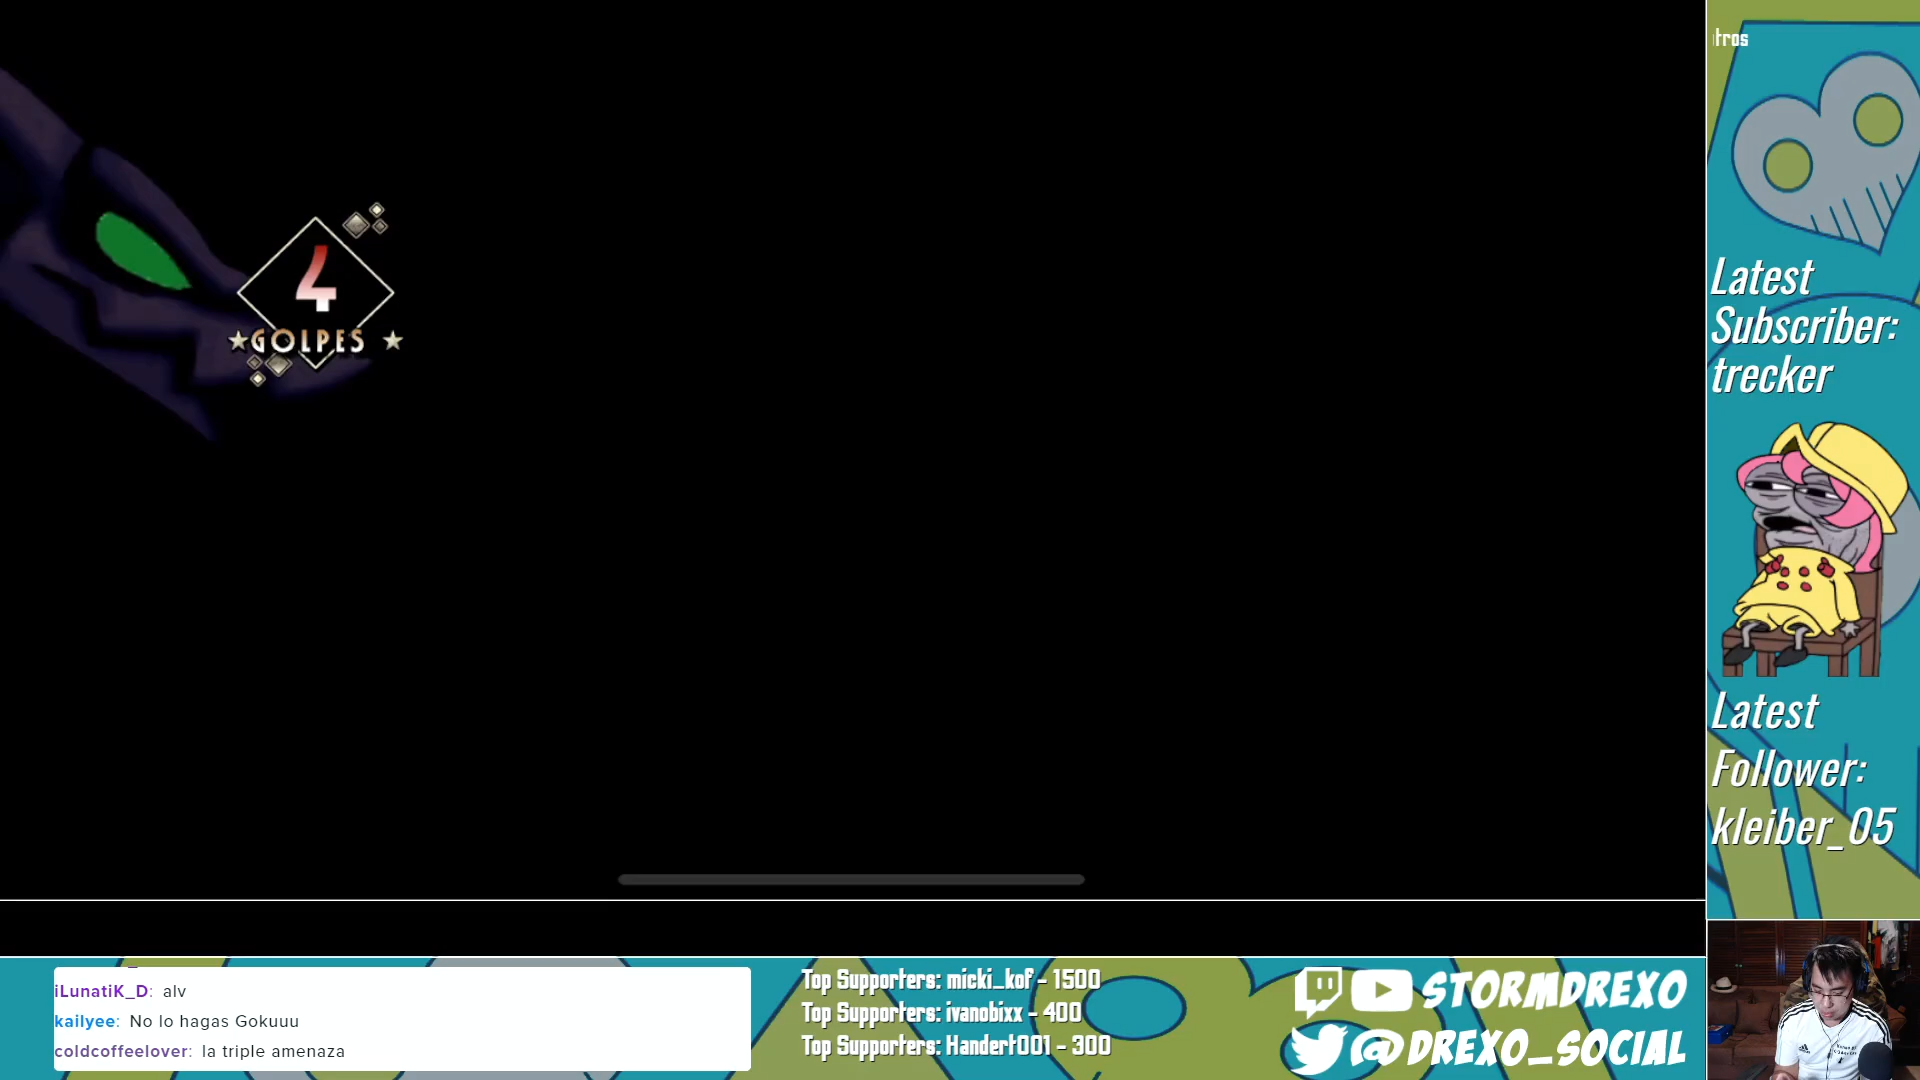 tros
4
★GOLPES★
Latest
Subscriber:
trecker
Latest
Follower:
kleiber_05
iLunatiK_D: alv
kailyee: No lo hagas Gokuuu
coldcoffeelover: la triple amenaza
Top Supporters: micki_kof - 1500
Top Supporters: ivanobixx - 400
Top Supporters: Handert001 - 300
STORMDREXO
@DREXO_SOCIAL